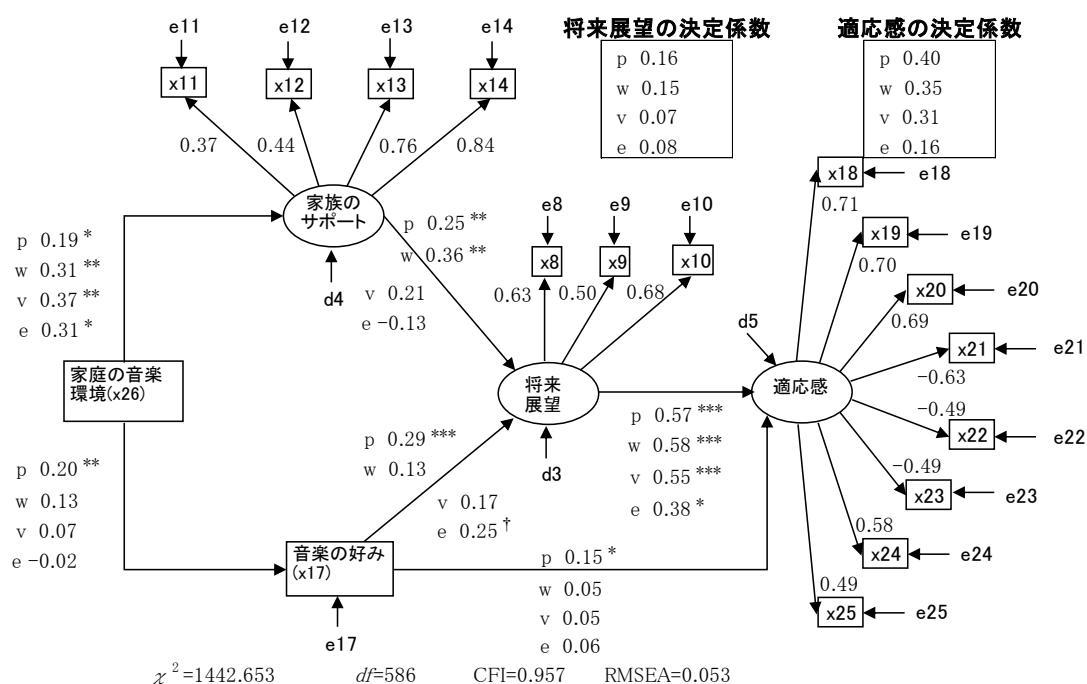 e11
e12
e13
e14
将来展望の決定係数
適応感の決定係数
x11
x12
x13
x14
p 0.16
w 0.15
v 0.07
e 0.08
p 0.40
w 0.35
v 0.31
e 0.16
0.37
0.44
0.76
0.84
家族の
サポート
d4
p 0.19 *
w 0.31 **
v 0.37 **
e 0.31 *
p 0.25 **
w 0.36 **
v 0.21
e -0.13
e8
e9
e10
x8
x9
x10
0.63
0.50
0.68
x18
e18
0.71
x19
e19
0.70
x20
e20
0.69
x21
e21
-0.63
x22
e22
-0.49
x23
e23
-0.49
x24
e24
0.58
x25
e25
0.49
d5
適応感
家庭の音楽
環境(x26)
将来
展望
d3
p 0.57 ***
w 0.58 ***
v 0.55 ***
e 0.38 *
p 0.29 ***
w 0.13
v 0.17
e 0.25 †
p 0.20 **
w 0.13
v 0.07
e -0.02
音楽の好み
(x17)
e17
p 0.15 *
w 0.05
v 0.05
e 0.06
χ²=1442.653 df=586 CFI=0.957 RMSEA=0.053